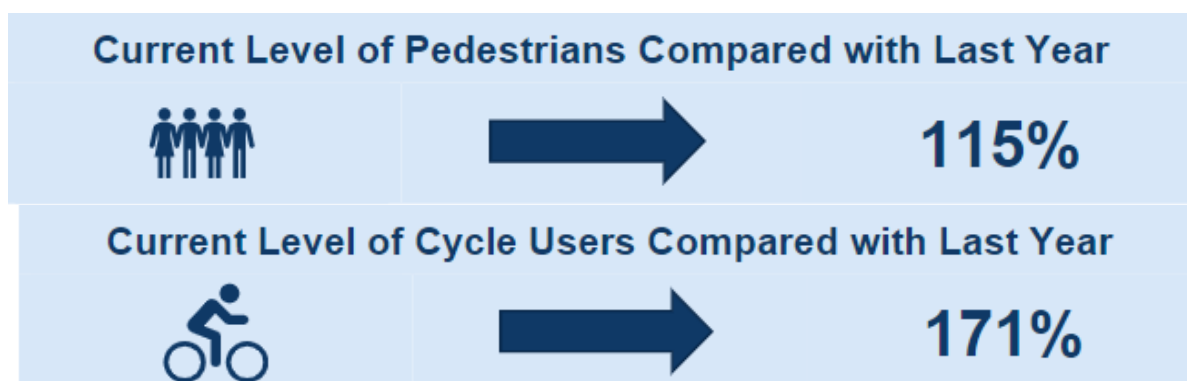 Current Level of Pedestrians Compared with Last Year
115%
Current Level of Cycle Users Compared with Last Year
171%